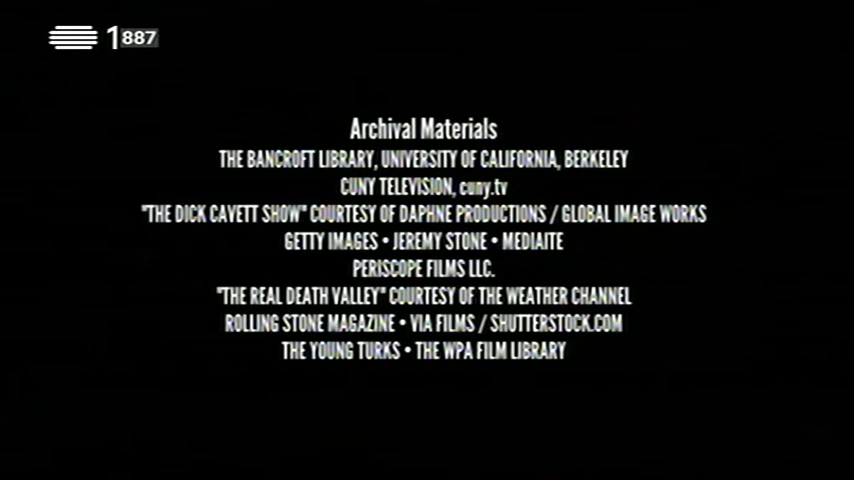 1 887
Archival Materials
THE BANCROFT LIBRARY, UNIVERSITY OF CALIFORNIA, BERKELEY
CUNY TELEVISION, cuny.tv
"THE DICK CAVETT SHOW" COURTESY OF DAPHNE PRODUCTIONS / GLOBAL IMAGE WORKS
GETTY IMAGES • JEREMY STONE • MEDIAITE
PERISCOPE FILMS LLC.
"THE REAL DEATH VALLEY" COURTESY OF THE WEATHER CHANNEL
ROLLING STONE MAGAZINE • VIA FILMS / SHUTTERSTOCK.COM
THE YOUNG TURKS • THE WPA FILM LIBRARY